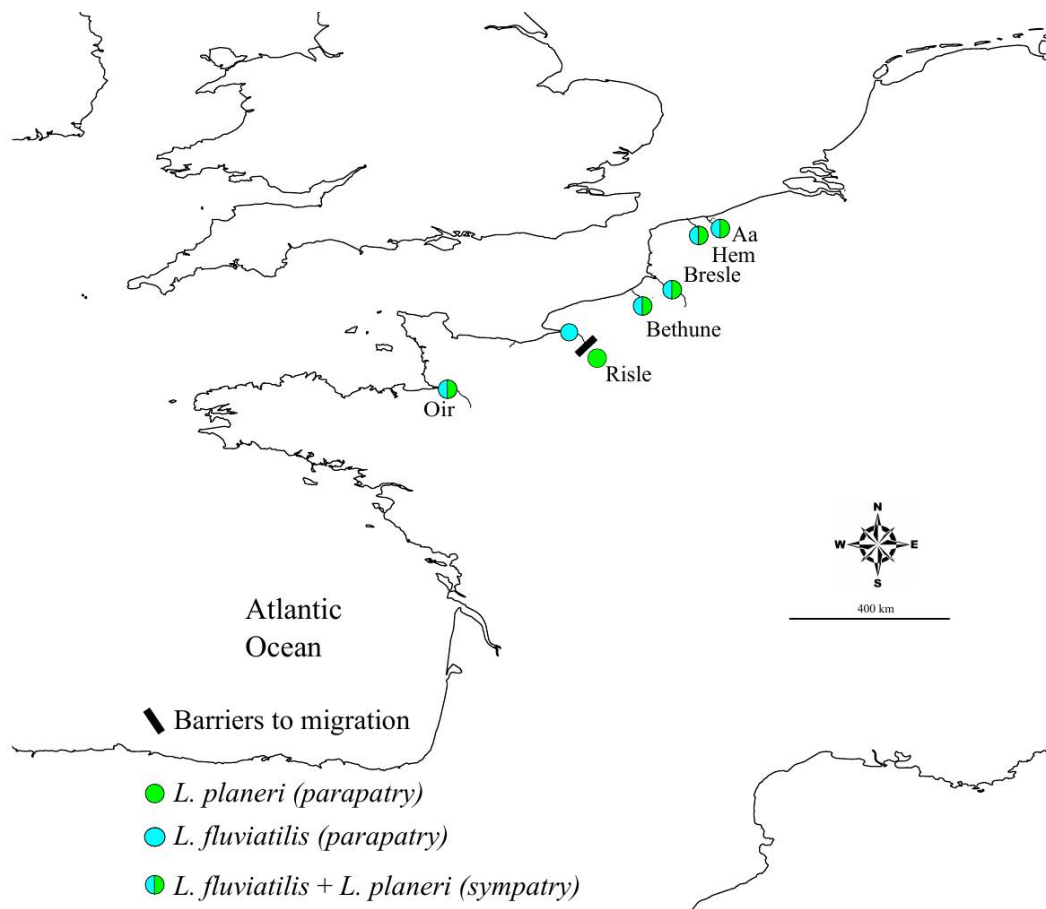 Aa
Hem
Bresle
Bethune
Risle
Oir
N
W E
S
400 km
Atlantic
Ocean
Barriers to migration
L. planeri (parapatry)
L. fluviatilis (parapatry)
L. fluviatilis + L. planeri (sympatry)